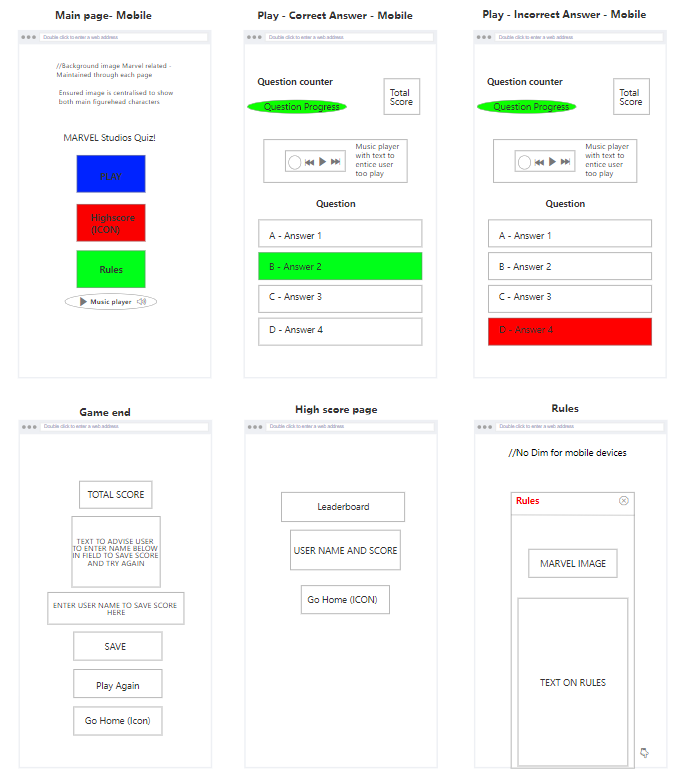 Main page- Mobile
Double click to enter a web address
//Background image Marvel related -
Maintained through each page
Ensured image is centralised to show
both main figurehead characters
MARVEL Studios Quiz!
PLAY
Highscore
(ICON)
Rules
Music player
Play - Correct Answer - Mobile
Double click to enter a web address
Question counter
Question Progress
Total
Score
Music player
with text to
entice user
too play
Question
A - Answer 1
B - Answer 2
C - Answer 3
D - Answer 4
Play - Incorrect Answer - Mobile
Double click to enter a web address
Question counter
Question Progress
Total
Score
Music player
with text to
entice user
too play
Question
A - Answer 1
B - Answer 2
C - Answer 3
D - Answer 4
Game end
Double click to enter a web address
TOTAL SCORE
TEXT TO ADVISE USER
TO ENTER NAME BELOW
IN FIELD TO SAVE SCORE
AND TRY AGAIN
ENTER USER NAME TO SAVE SCORE
HERE
SAVE
Play Again
Go Home (Icon)
High score page
Double click to enter a web address
Leaderboard
USER NAME AND SCORE
Go Home (ICON)
Rules
Double click to enter a web address
//No Dim for mobile devices
Rules
MARVEL IMAGE
TEXT ON RULES